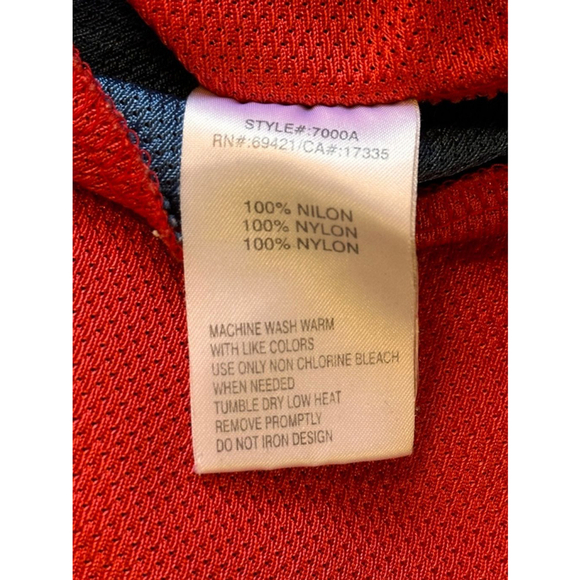 STYLE#:7000A
RN#:69421/CA#:17335
100% NILON
100% NYLON
100% NYLON
MACHINE WASH WARM
WITH LIKE COLORS
USE ONLY NON CHLORINE BLEACH
WHEN NEEDED
TUMBLE DRY LOW HEAT
REMOVE PROMPTLY
DO NOT IRON DESIGN